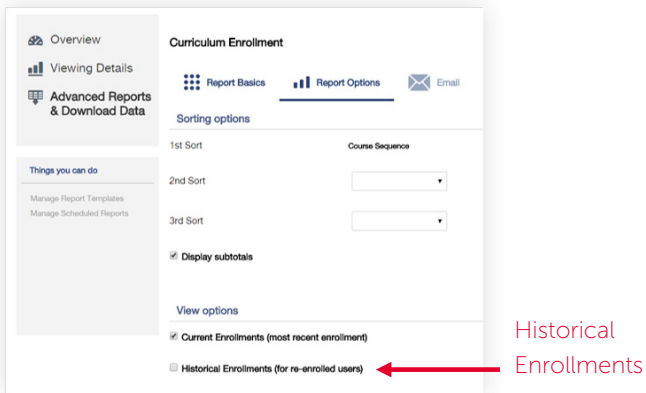 Overview
Viewing Details
Advanced Reports
& Download Data
Things you can do
Manage Report Templates
Manage Scheduled Reports
Curriculum Enrollment
Report Basics
Report Options
Email
Sorting options
1st Sort
Course Sequence
2nd Sort
3rd Sort
Display subtotals
View options
Current Enrollments (most recent enrollment)
Historical Enrollments (for re-enrolled users)
Historical
Enrollments